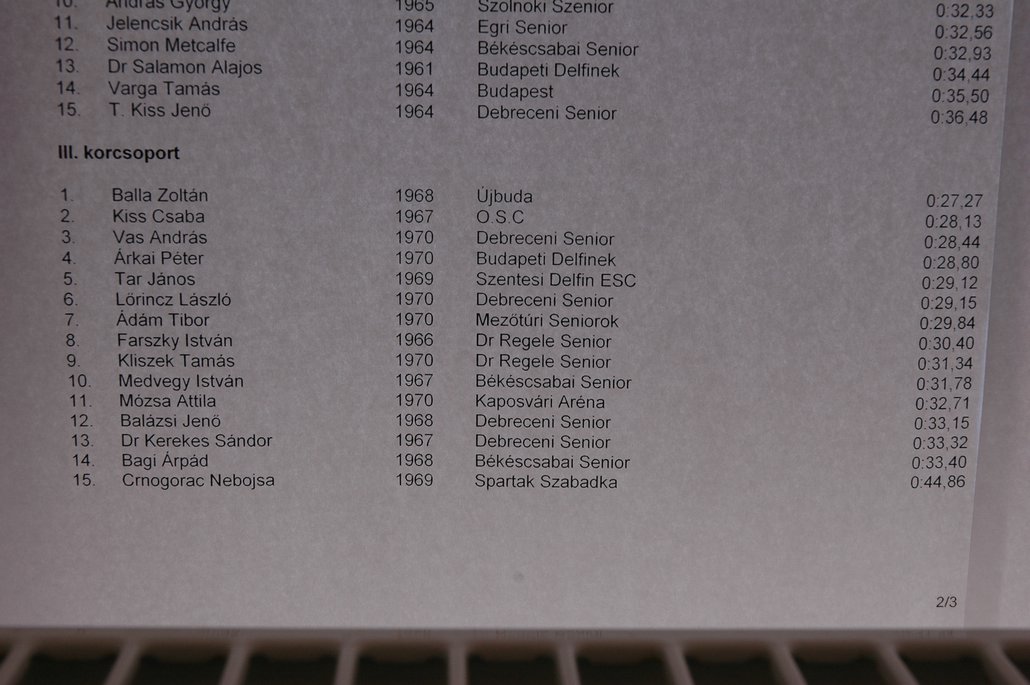 10. András György 1965 Szolnoki Szenior 0:32,33
11. Jelencsik András 1964 Egri Senior 0:32,56
12. Simon Metcalfe 1964 Békéscsabai Senior 0:32,93
13. Dr Salamon Alajos 1961 Budapeti Delfinek 0:34,44
14. Varga Tamás 1964 Budapest 0:35,50
15. T. Kiss Jenő 1964 Debreceni Senior 0:36,48
III. korcsoport
1. Balla Zoltán 1968 Újbuda 0:27,27
2. Kiss Csaba 1967 O.S.C 0:28,13
3. Vas András 1970 Debreceni Senior 0:28,44
4. Árkai Péter 1970 Budapeti Delfinek 0:28,80
5. Tar János 1969 Szentesi Delfin ESC 0:29,12
6. Lőrincz László 1970 Debreceni Senior 0:29,15
7. Ádám Tibor 1970 Mezőtúri Seniorok 0:29,84
8. Farszky István 1966 Dr Regele Senior 0:30,40
9. Kliszek Tamás 1970 Dr Regele Senior 0:31,34
10. Medvegy István 1967 Békéscsabai Senior 0:31,78
11. Mózsa Attila 1970 Kaposvári Aréna 0:32,71
12. Balázsi Jenő 1968 Debreceni Senior 0:33,15
13. Dr Kerekes Sándor 1967 Debreceni Senior 0:33,32
14. Bagi Árpád 1968 Békéscsabai Senior 0:33,40
15. Crnogorac Nebojsa 1969 Spartak Szabadka 0:44,86
2/3